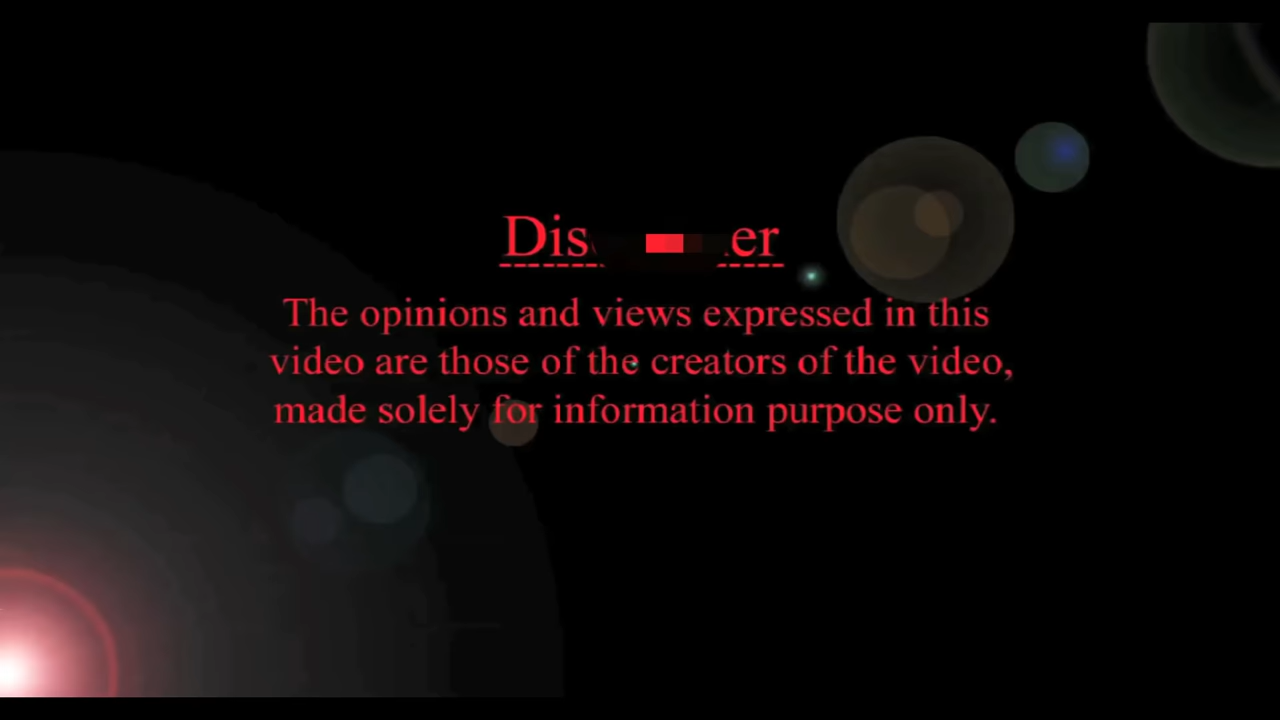 The opinions and views expressed in this
video are those of the creators of the video,
made solely for information purpose only.